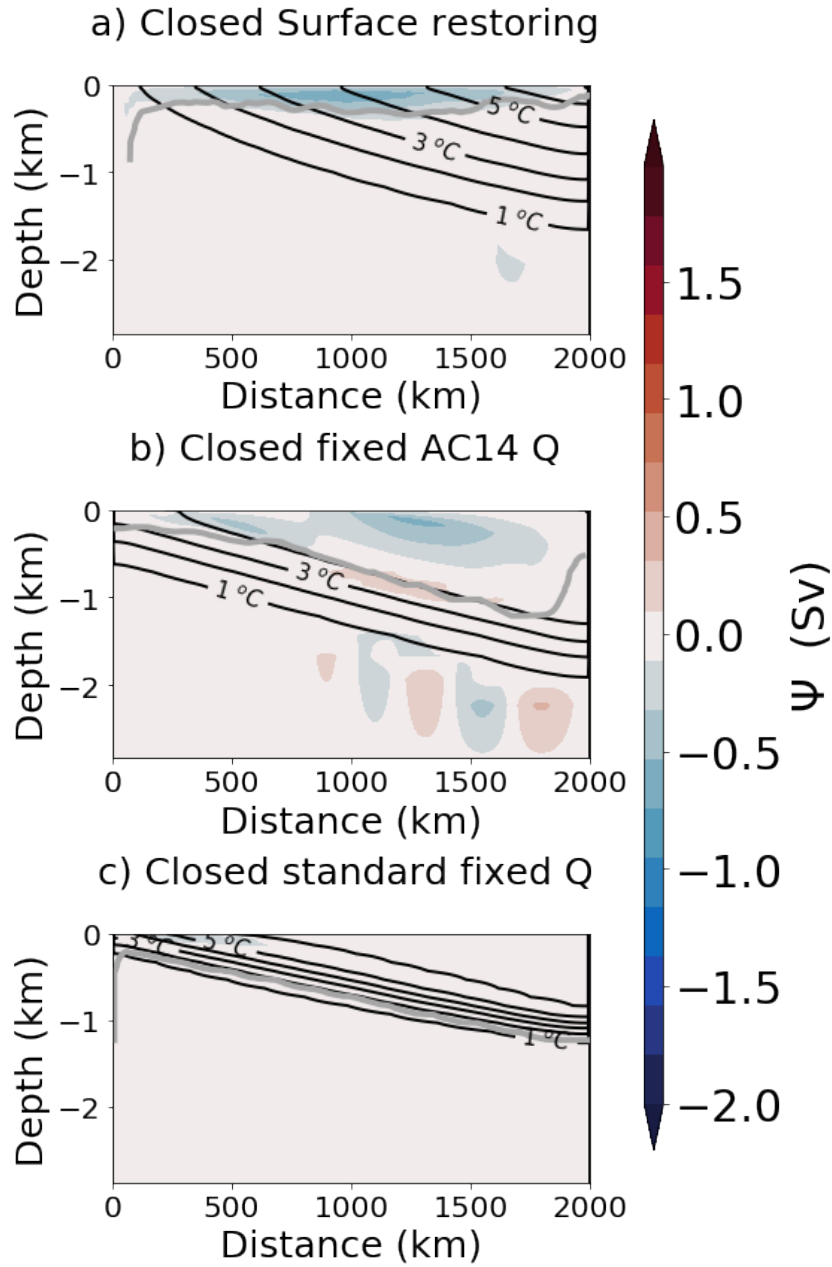 a) Closed Surface restoring
0
−1
−2
Depth (km)
5 °C
3 °C
1 °C
0 500 1000 1500 2000
Distance (km)
b) Closed fixed AC14 Q
0
−1
−2
Depth (km)
3 °C
1 °C
0 500 1000 1500 2000
Distance (km)
c) Closed standard fixed Q
0
−1
−2
Depth (km)
3 °C 5 °C
1 °C
0 500 1000 1500 2000
Distance (km)
1.5
1.0
0.5
0.0
−0.5
−1.0
−1.5
−2.0
Ψ (Sv)